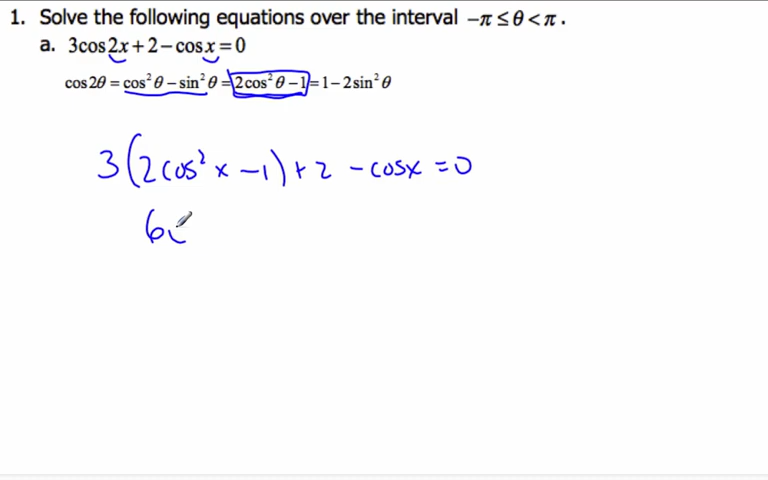 1. Solve the following equations over the interval −π ≤ θ < π.
a. 3cos2x + 2 − cosx = 0
cos2θ = cos²θ − sin²θ = 2cos²θ − 1 = 1 − 2sin²θ
3(2cos²x − 1) + 2 − cosx = 0
6c